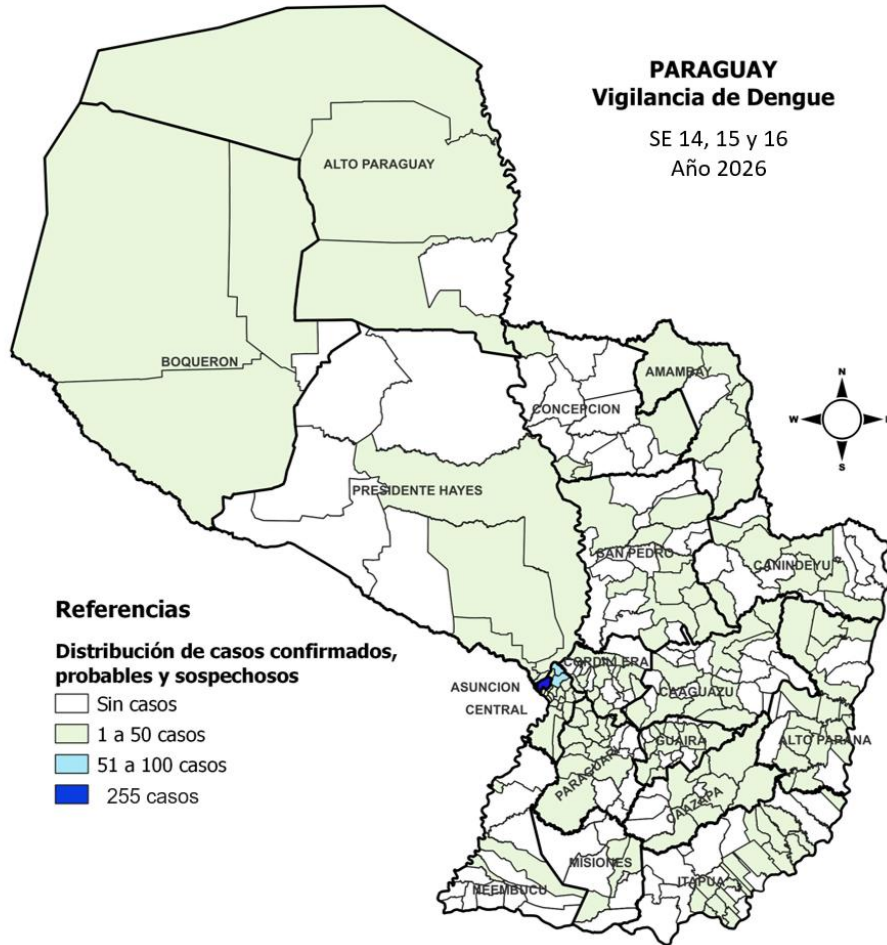 PARAGUAY
Vigilancia de Dengue
SE 14, 15 y 16
Año 2026
ALTO PARAGUAY
BOQUERON
AMAMBAY
CONCEPCION
N
W
S
PRESIDENTE HAYES
SAN PEDRO
CANINDEYU
Referencias
Distribución de casos confirmados,
probables y sospechosos
Sin casos
1 a 50 casos
51 a 100 casos
255 casos
CORDILLERA
ASUNCION
CENTRAL
CAAGUAZU
GUAIRA
ALTO PARANA
PARAGUARI
CAAZAPA
MISIONES
ITAPUA
ÑEEMBUCU